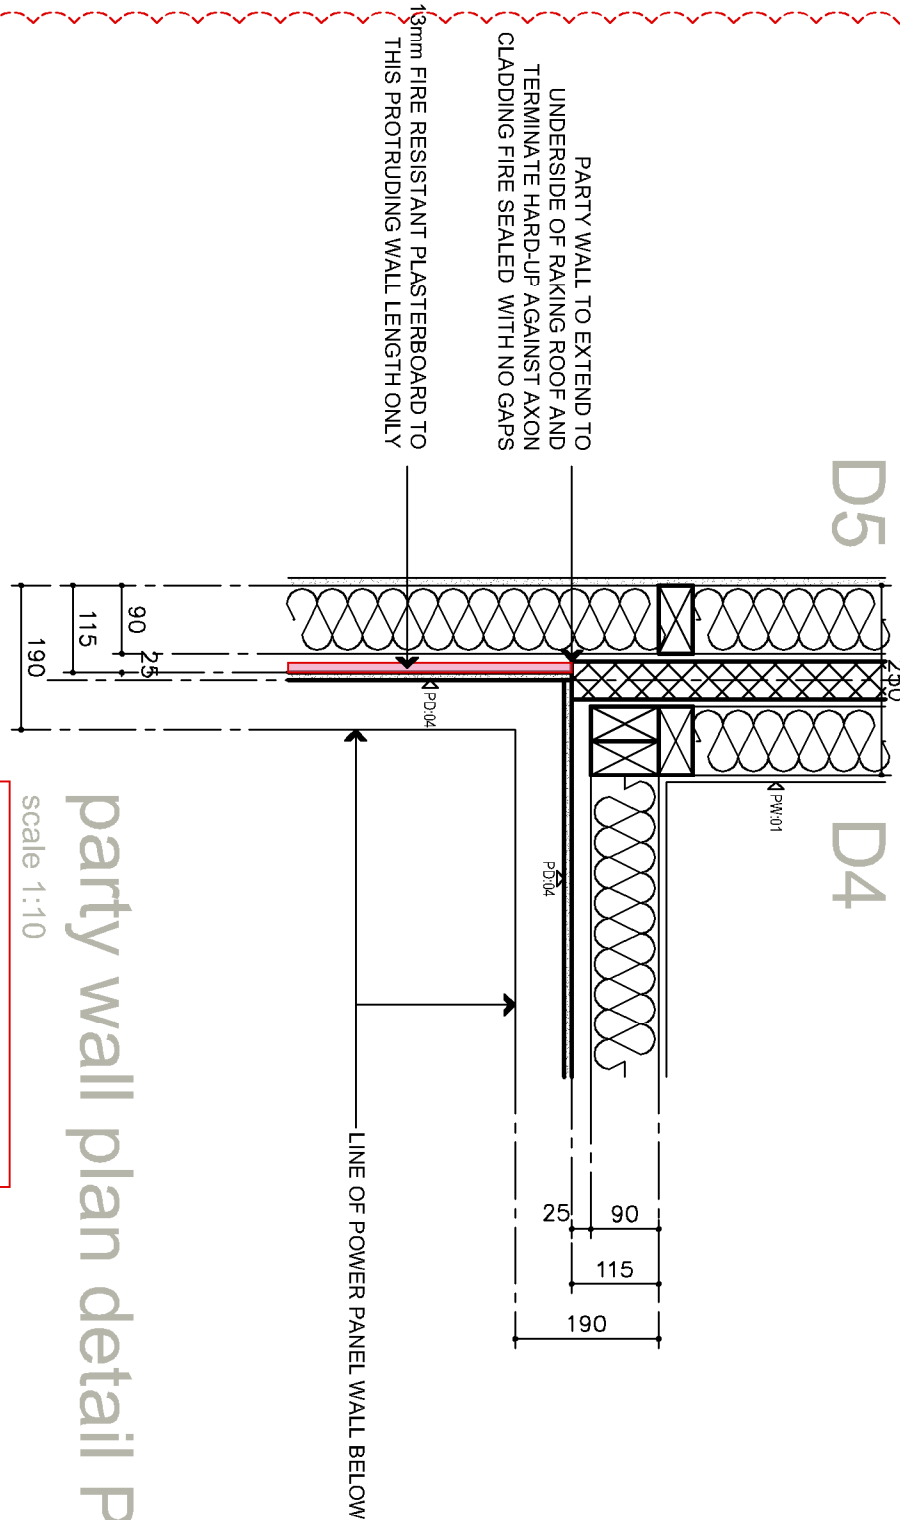 13mm FIRE RESISTANT PLASTERBOARD TO
THIS PROTRUDING WALL LENGTH ONLY
PARTY WALL TO EXTEND TO
UNDERSIDE OF RAKING ROOF AND
TERMINATE HARD-UP AGAINST AXON
CLADDING FIRE SEALED WITH NO GAPS
D5
D4
250
PW:01
PD:04
PD:04
90
25
115
190
25
90
115
190
LINE OF POWER PANEL WALL BELOW
party wall plan detail P
scale 1:10